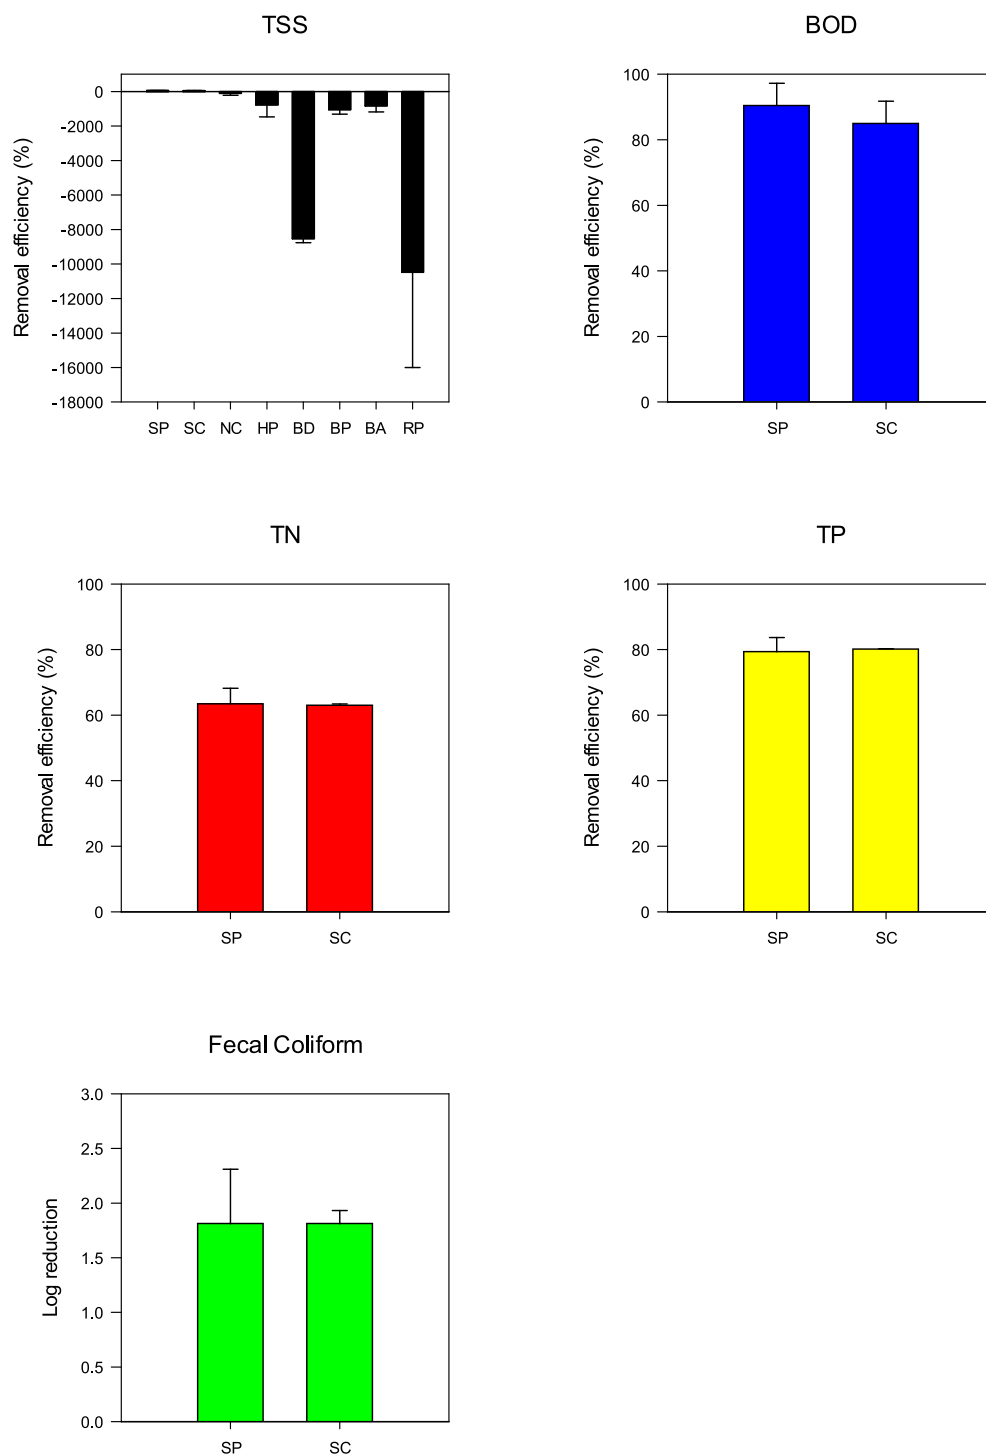 TSS
Removal efficiency (%)
0
-2000
-4000
-6000
-8000
-10000
-12000
-14000
-16000
-18000
SP SC NC HP BD BP BA RP
BOD
Removal efficiency (%)
100
80
60
40
20
0
SP SC
TN
Removal efficiency (%)
100
80
60
40
20
0
SP SC
TP
Removal efficiency (%)
100
80
60
40
20
0
SP SC
Fecal Coliform
Log reduction
3.0
2.5
2.0
1.5
1.0
0.5
0.0
SP SC